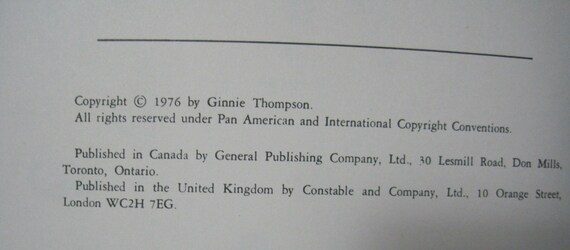 Copyright © 1976 by Ginnie Thompson.
All rights reserved under Pan American and International Copyright Conventions.
Published in Canada by General Publishing Company, Ltd., 30 Lesmill Road, Don Mills,
Toronto, Ontario.
Published in the United Kingdom by Constable and Company, Ltd., 10 Orange Street,
London WC2H 7EG.